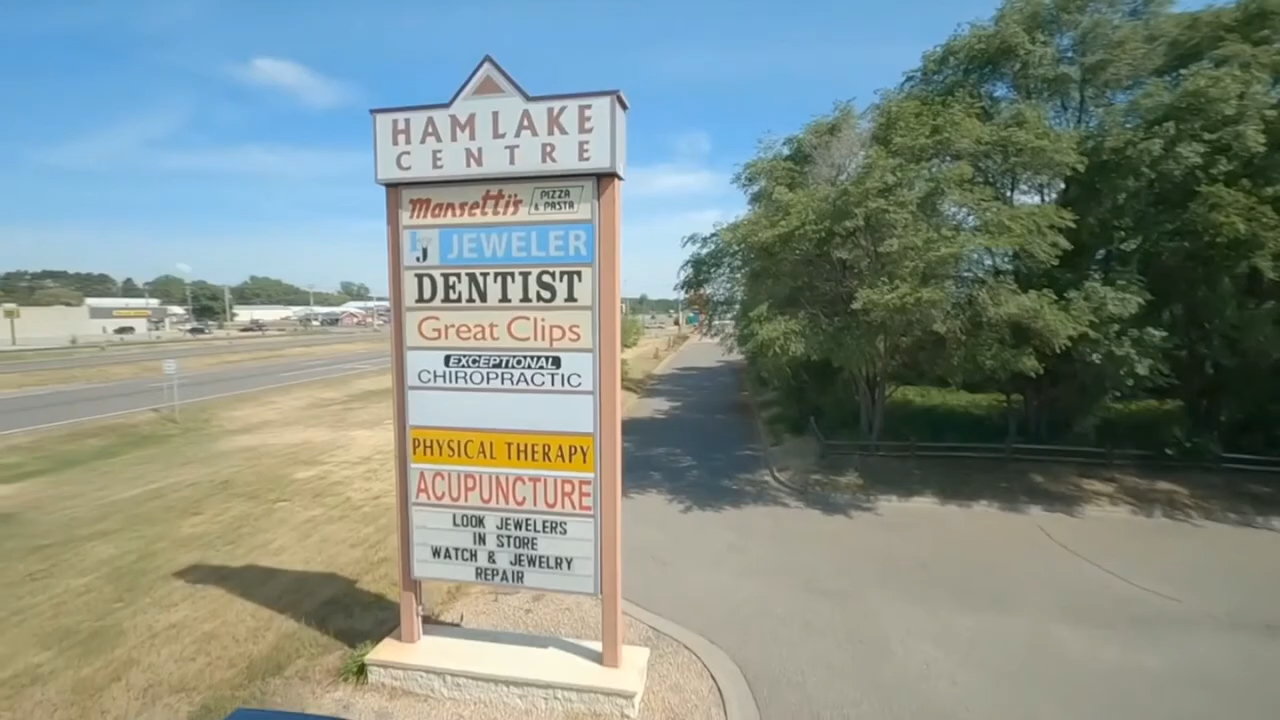 HAM LAKE
CENTRE
Mansetti's PIZZA
& PASTA
JEWELER
DENTIST
Great Clips
EXCEPTIONAL
CHIROPRACTIC
PHYSICAL THERAPY
ACUPUNCTURE
LOOK JEWELERS
IN STORE
WATCH & JEWELRY
REPAIR